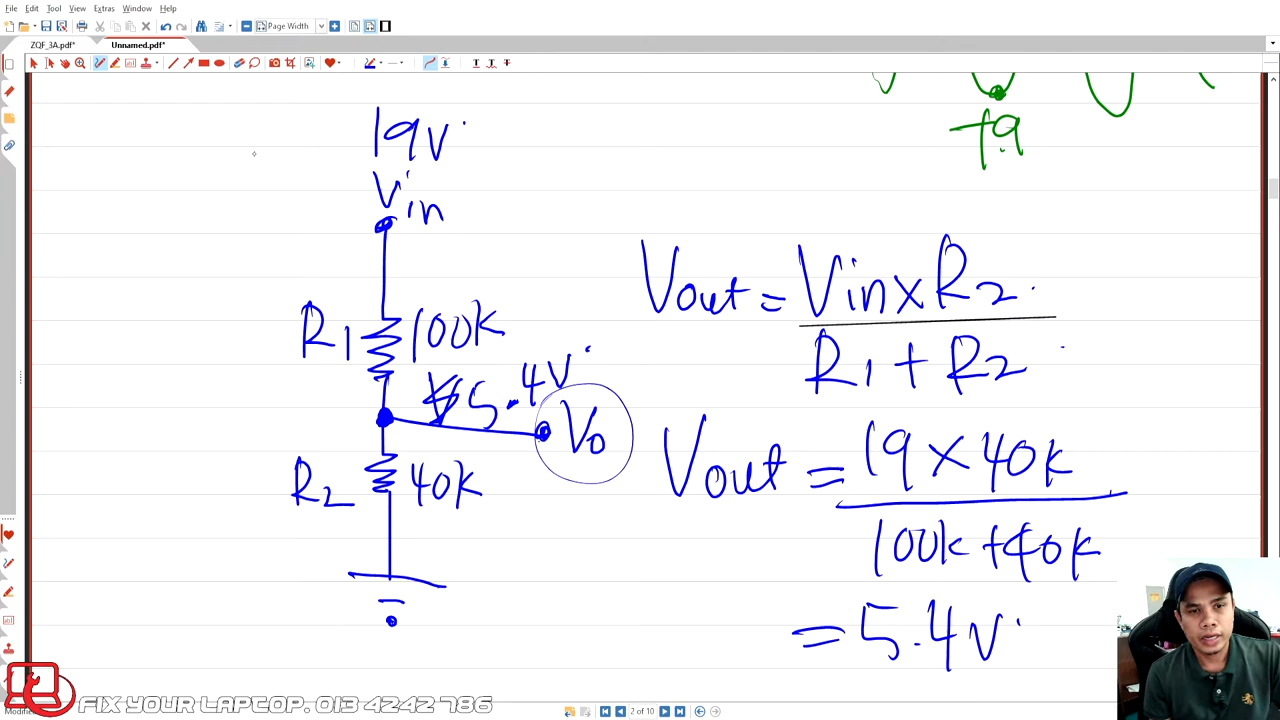 File Edit Tool View Extras Window Help
Page Width
ZQF_3A.pdf* Unnamed.pdf*
19V
Vin
R1 100k
5.4V
Vo
R2 40k
+9
Vout = Vin x R2
R1 + R2
Vout = 19 x 40k
100k + 40k
= 5.4V
FIX YOUR LAPTOP. 013 4242 786
2 of 10